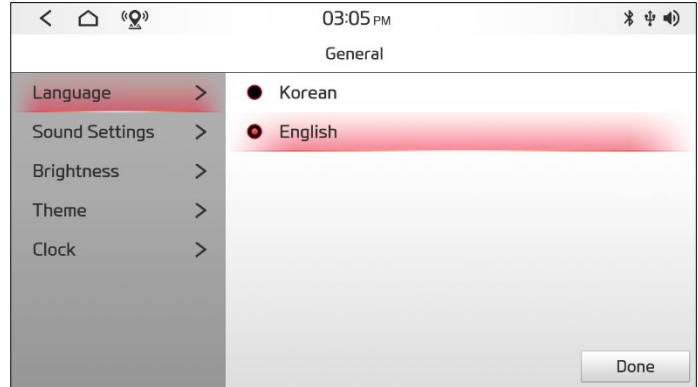 03:05 PM
General
Language
Korean
Sound Settings
English
Brightness
Theme
Clock
Done